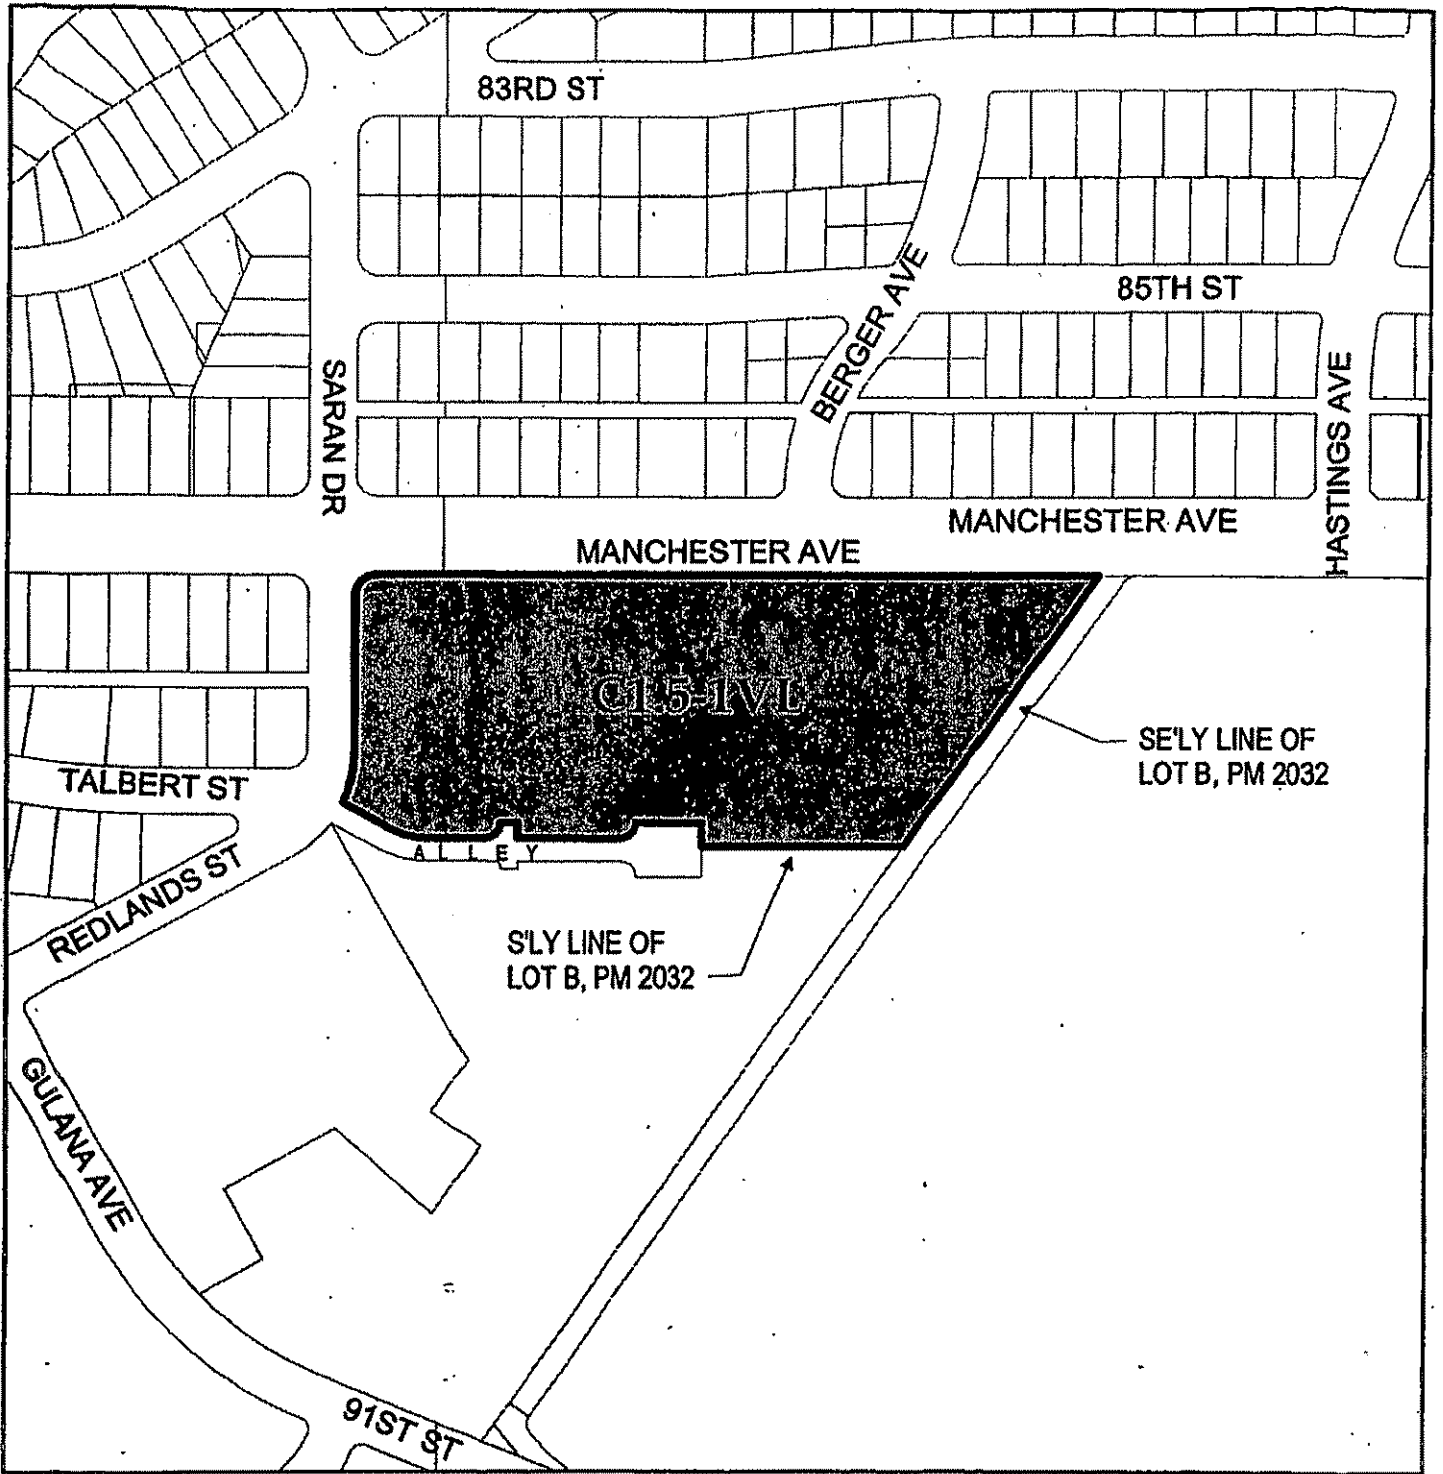 83RD ST
85TH ST
BERGER AVE
SARAN DR
HASTINGS AVE
MANCHESTER AVE
MANCHESTER AVE
C1.5-1VL
SE'LY LINE OF
LOT B, PM 2032
TALBERT ST
ALLEY
REDLANDS ST
S'LY LINE OF
LOT B, PM 2032
GULANA AVE
91ST ST